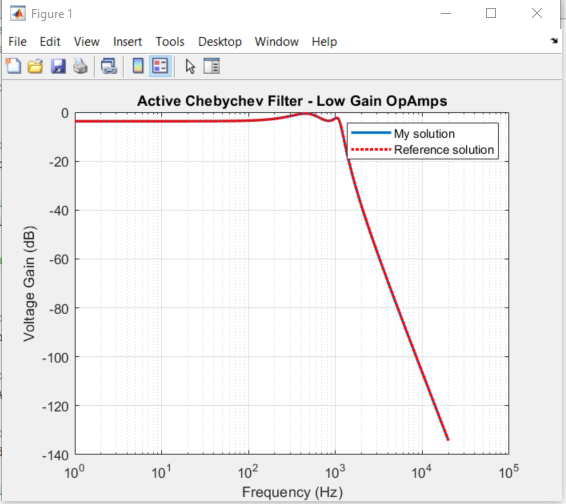 Figure 1
File Edit View Insert Tools Desktop Window Help
Active Chebychev Filter - Low Gain OpAmps
My solution
Reference solution
Voltage Gain (dB)
0
-20
-40
-60
-80
-100
-120
-140
10^0 10^1 10^2 10^3 10^4 10^5
Frequency (Hz)